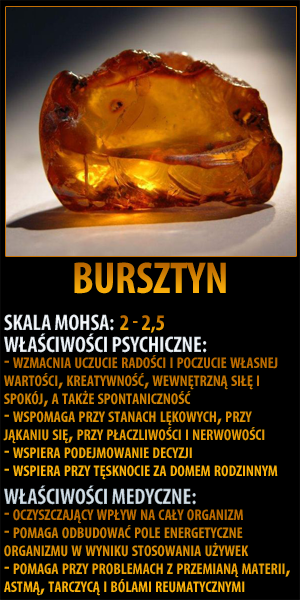 BURSZTYN
SKALA MOHSA: 2 - 2,5
WŁAŚCIWOŚCI PSYCHICZNE:
- WZMACNIA UCZUCIE RADOŚCI I POCZUCIE WŁASNEJ
WARTOŚCI, KREATYWNOŚĆ, WEWNĘTRZNĄ SIŁĘ I
SPOKÓJ, A TAKŻE SPONTANICZNOŚĆ
- WSPOMAGA PRZY STANACH LĘKOWYCH, PRZY
JĄKANIU SIĘ, PRZY PŁACZLIWOŚCI I NERWOWOŚCI
- WSPIERA PODEJMOWANIE DECYZJI
- WSPIERA PRZY TĘSKNOCIE ZA DOMEM RODZINNYM
WŁAŚCIWOŚCI MEDYCZNE:
- OCZYSZCZAJĄCY WPŁYW NA CAŁY ORGANIZM
- POMAGA ODBUDOWAĆ POLE ENERGETYCZNE
ORGANIZMU W WYNIKU STOSOWANIA UŻYWEK
- POMAGA PRZY PROBLEMACH Z PRZEMIANĄ MATERII,
ASTMĄ, TARCZYCĄ I BÓLAMI REUMATYCZNYMI